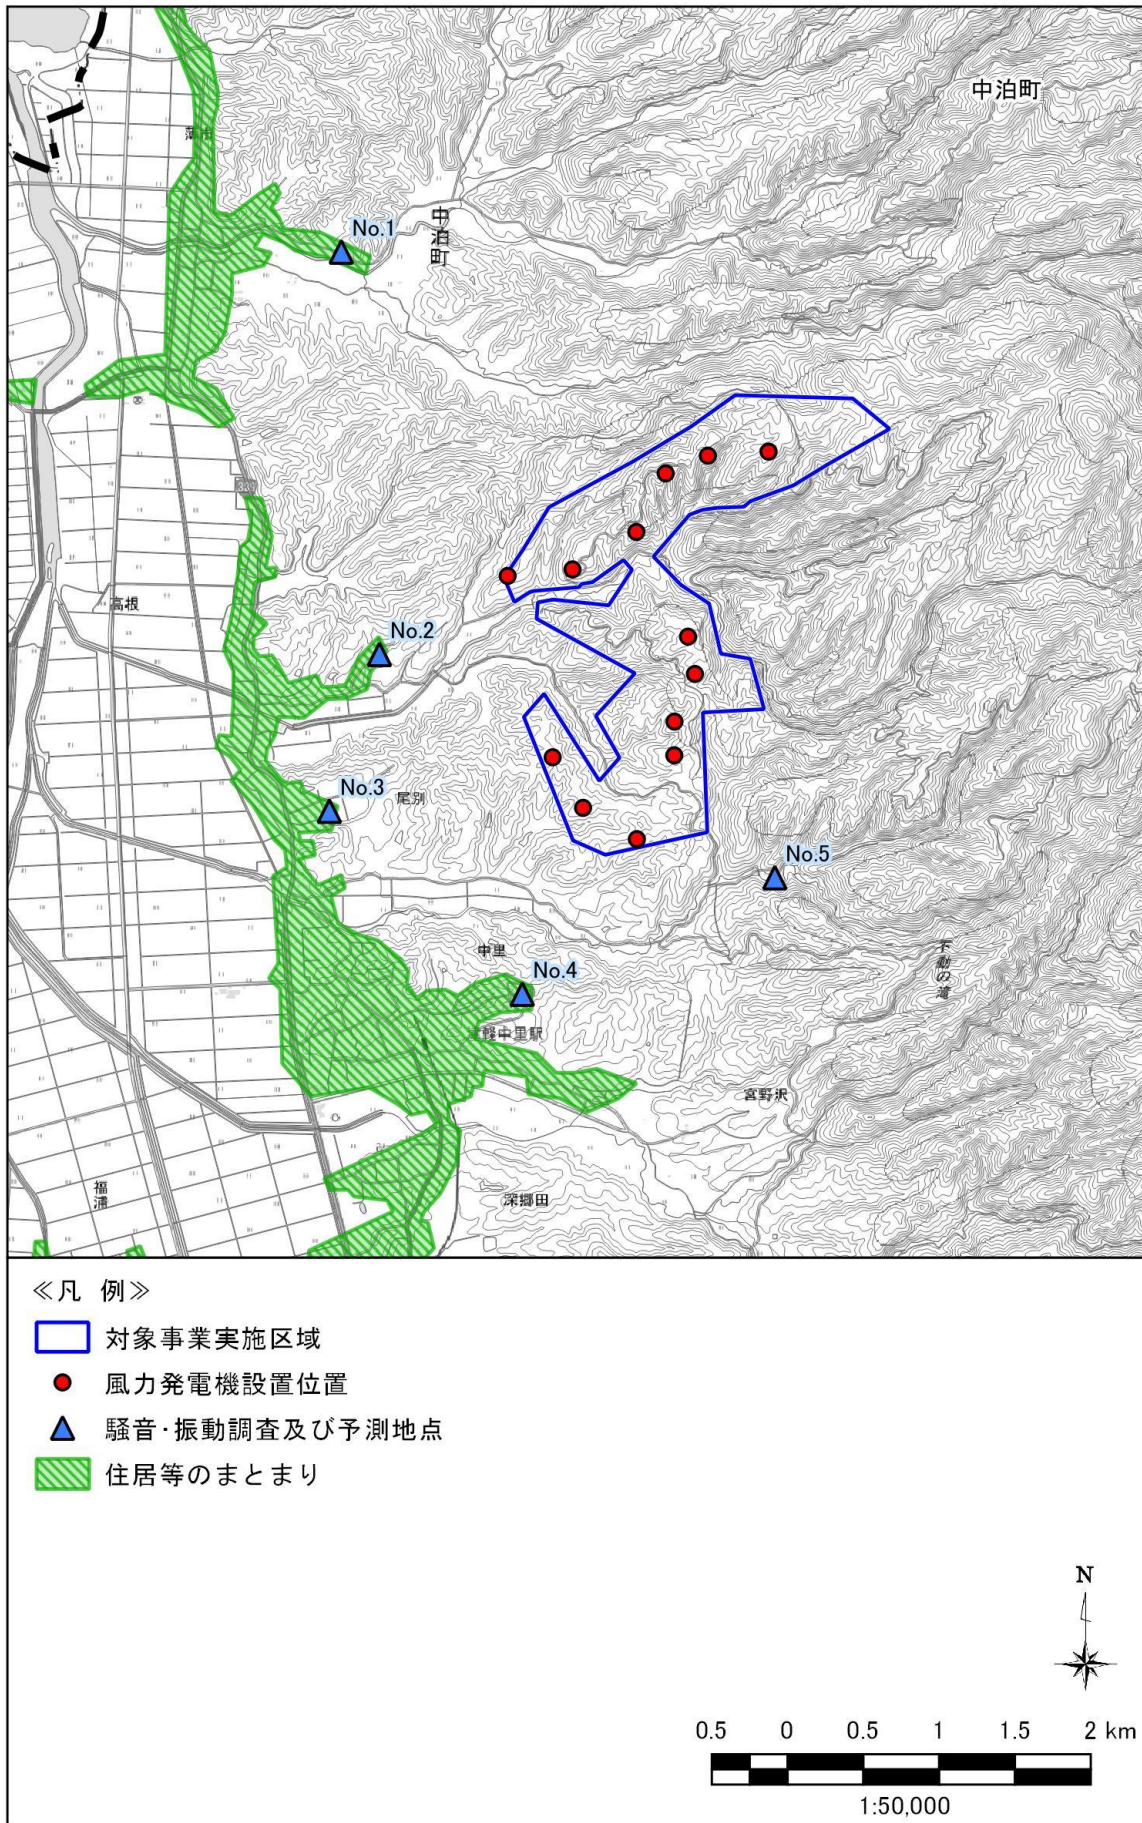 中泊町
薄市
No.1
中泊町
高根
No.2
No.3
尾別
No.5
中里
No.4
不動の滝
津軽中里駅
宮野沢
福浦
深郷田
≪凡 例≫
対象事業実施区域
風力発電機設置位置
騒音・振動調査及び予測地点
住居等のまとまり
N
0.5 0 0.5 1 1.5 2 km
1:50,000